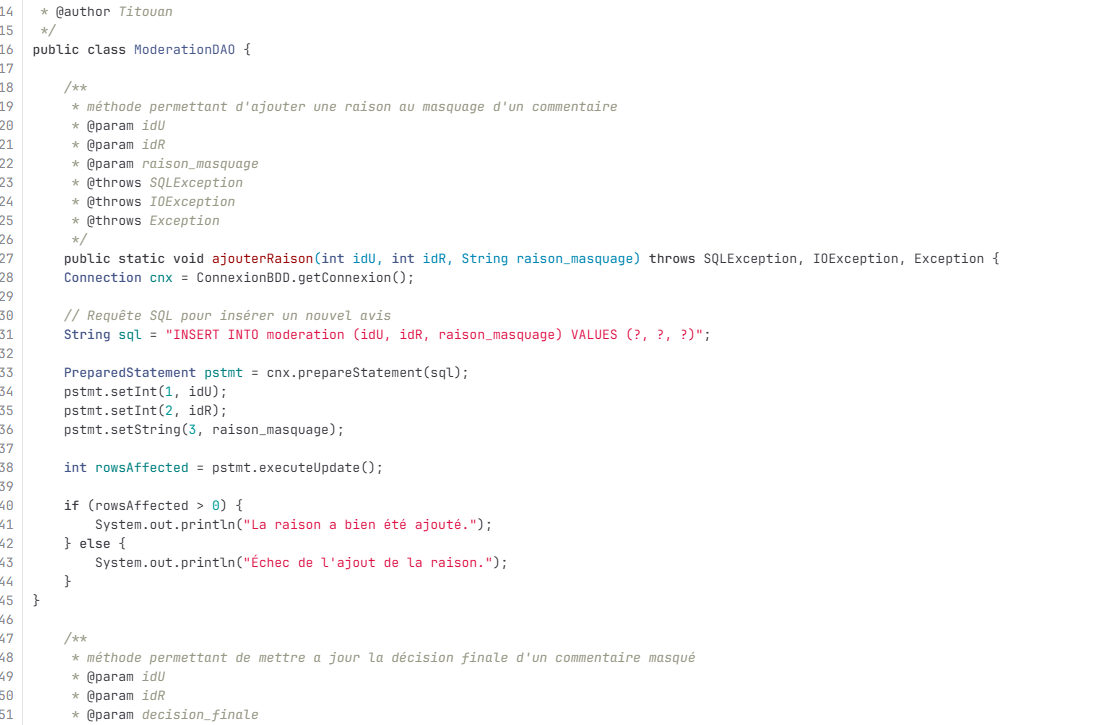 14 * @author Titouan
15 */
16 public class ModerationDAO {
17
18 /**
19 * méthode permettant d'ajouter une raison au masquage d'un commentaire
20 * @param idU
21 * @param idR
22 * @param raison_masquage
23 * @throws SQLException
24 * @throws IOException
25 * @throws Exception
26 */
27 public static void ajouterRaison(int idU, int idR, String raison_masquage) throws SQLException, IOException, Exception {
28 Connection cnx = ConnexionBDD.getConnexion();
29
30 // Requête SQL pour insérer un nouvel avis
31 String sql = "INSERT INTO moderation (idU, idR, raison_masquage) VALUES (?, ?, ?)";
32
33 PreparedStatement pstmt = cnx.prepareStatement(sql);
34 pstmt.setInt(1, idU);
35 pstmt.setInt(2, idR);
36 pstmt.setString(3, raison_masquage);
37
38 int rowsAffected = pstmt.executeUpdate();
39
40 if (rowsAffected > 0) {
41 System.out.println("La raison a bien été ajouté.");
42 } else {
43 System.out.println("Échec de l'ajout de la raison.");
44 }
45 }
46
47 /**
48 * méthode permettant de mettre a jour la décision finale d'un commentaire masqué
49 * @param idU
50 * @param idR
51 * @param decision_finale